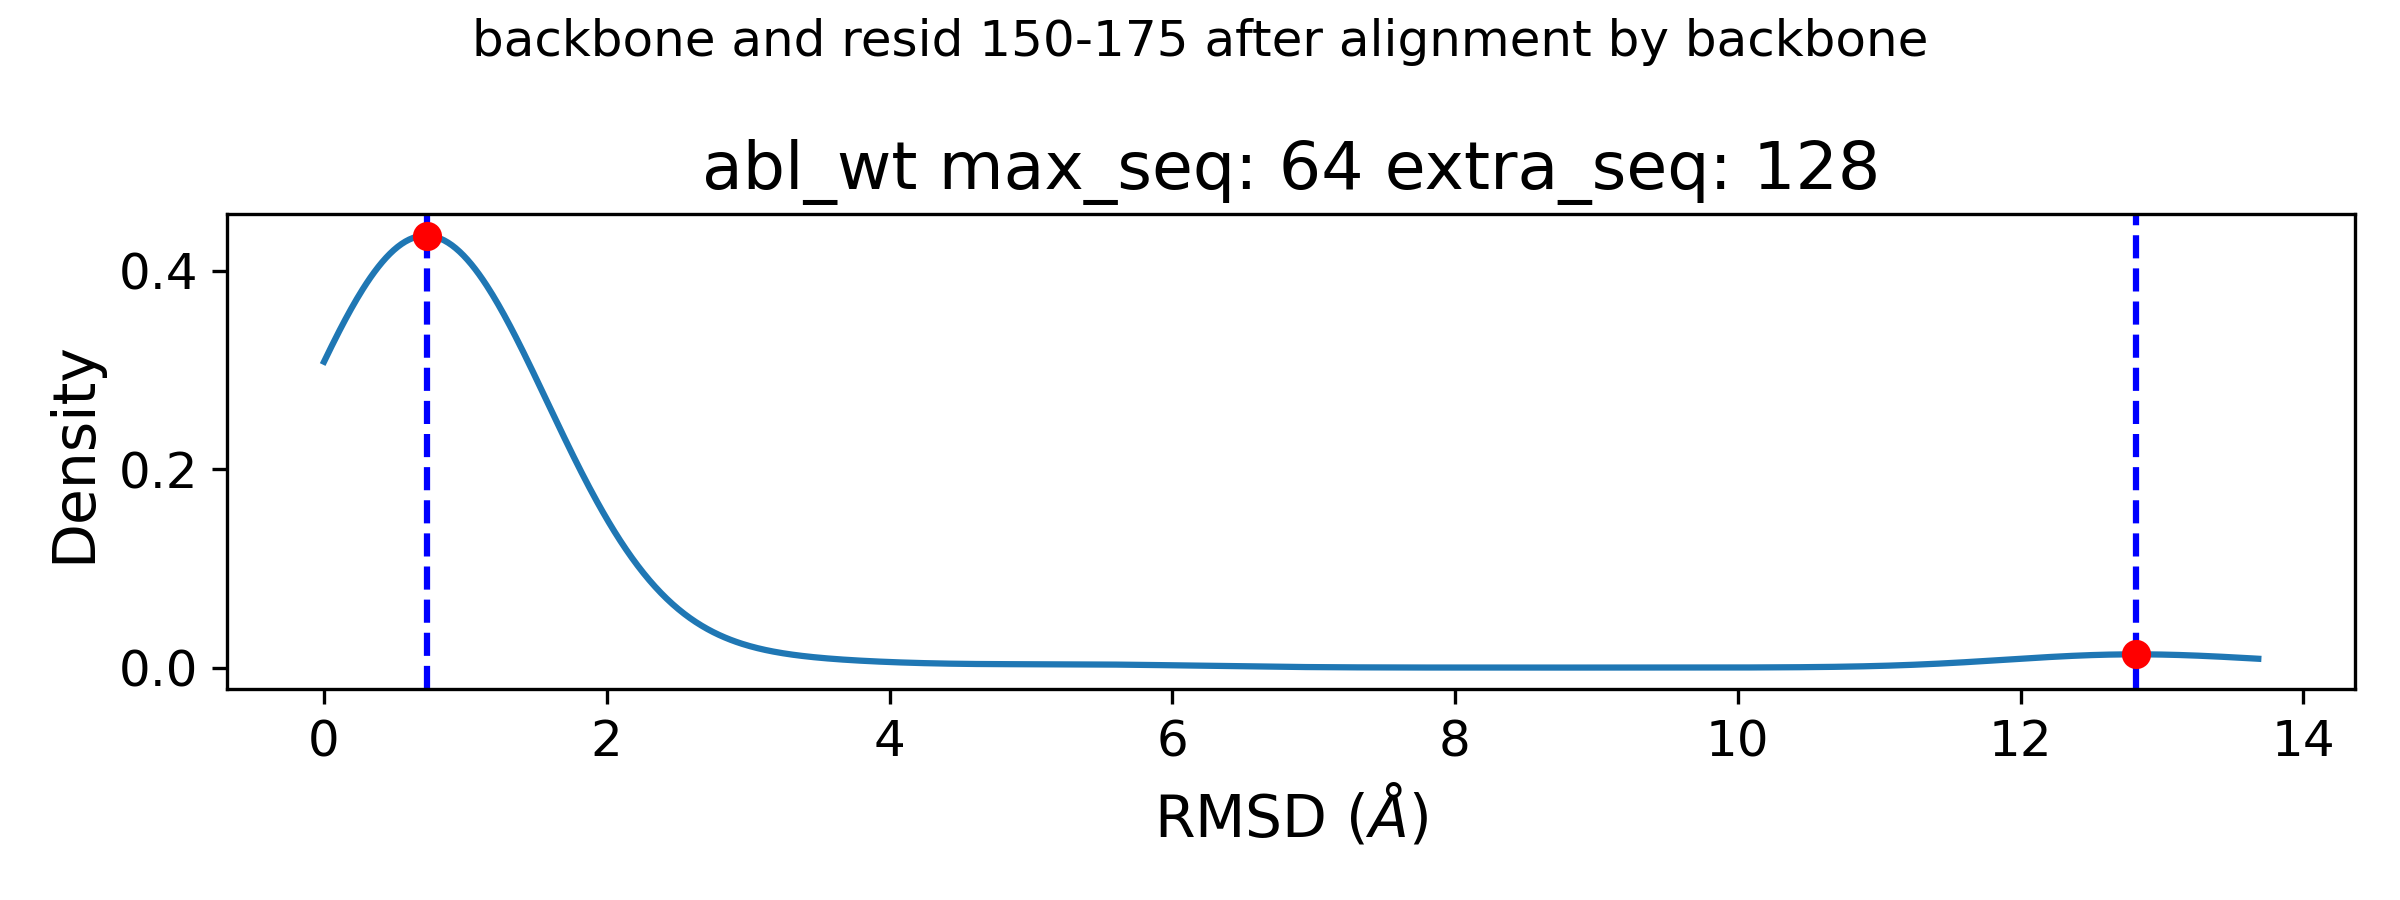 backbone and resid 150-175 after alignment by backbone
abl_wt max_seq: 64 extra_seq: 128
0.4
0.2
0.0
Density
0 2 4 6 8 10 12 14
RMSD (Å)